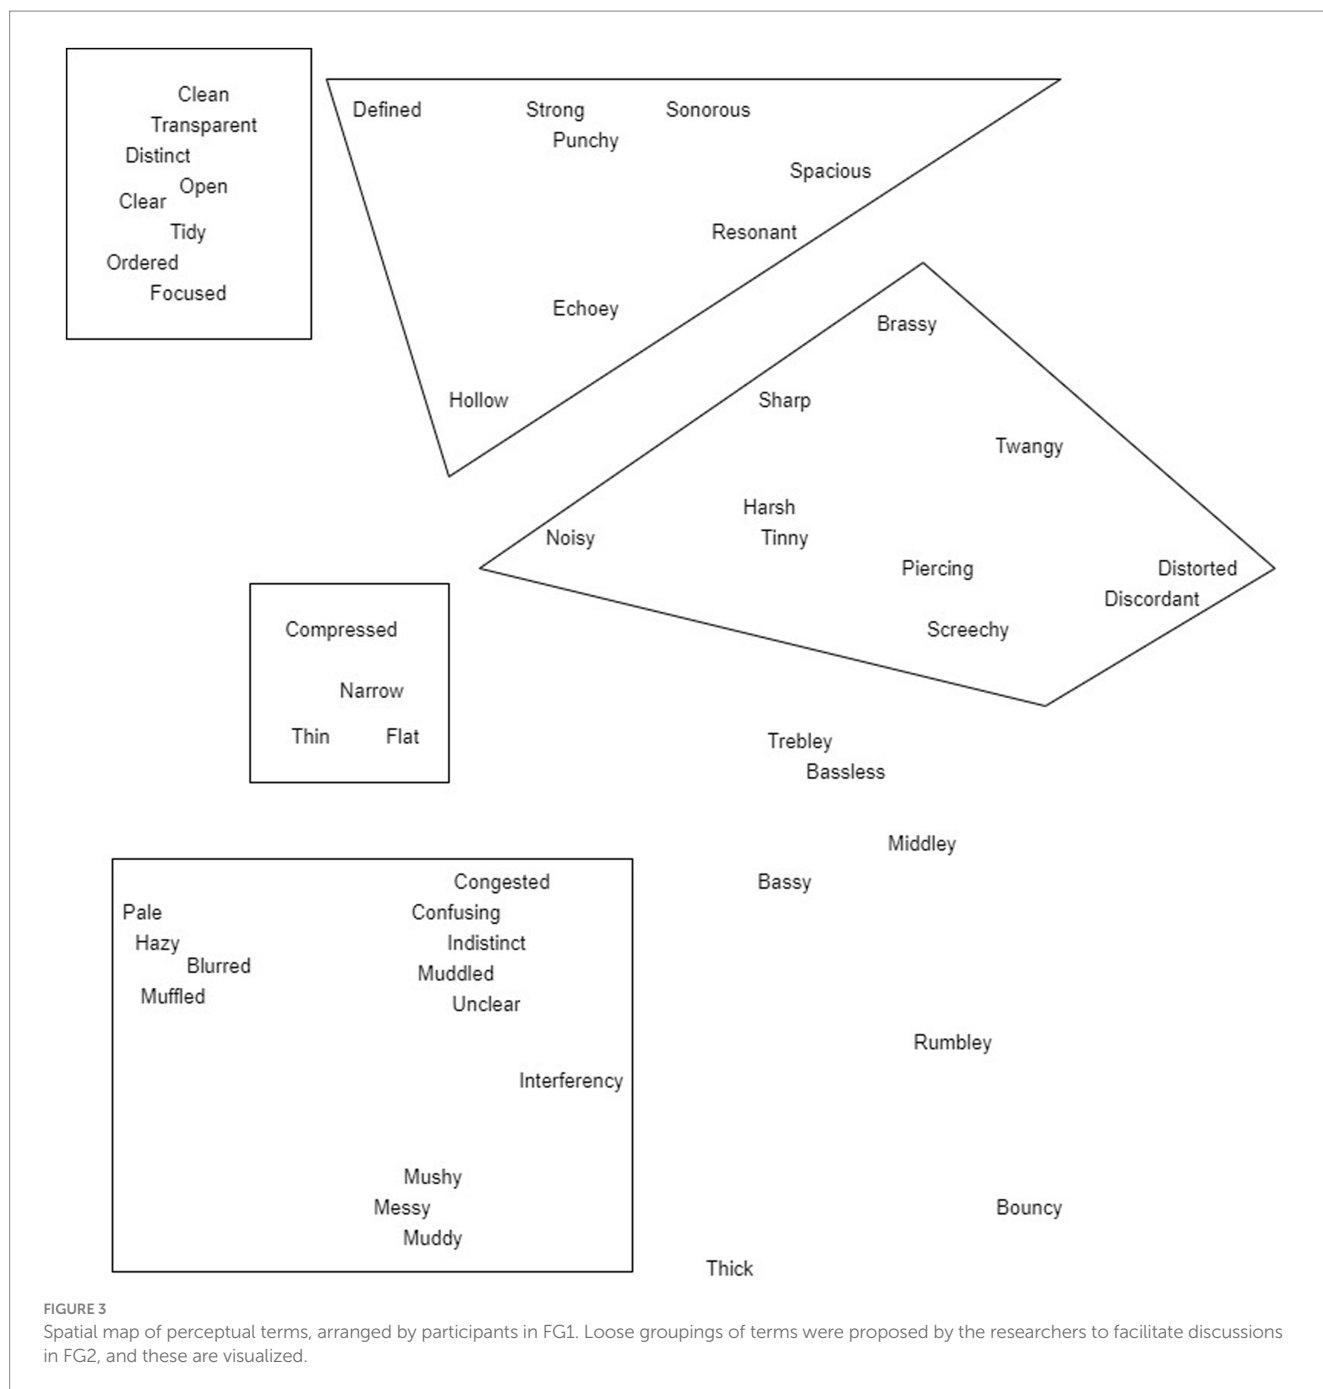 Clean
Transparent
Distinct
Open
Clear
Tidy
Ordered
Focused
Defined
Strong
Sonorous
Punchy
Spacious
Resonant
Echoey
Hollow
Brassy
Sharp
Twangy
Harsh
Noisy
Tinny
Piercing
Distorted
Discordant
Screechy
Compressed
Narrow
Thin
Flat
Trebley
Bassless
Middley
Bassy
Congested
Pale
Confusing
Hazy
Indistinct
Blurred
Muddled
Muffled
Unclear
Interferency
Mushy
Messy
Muddy
Rumbley
Bouncy
Thick
FIGURE 3
Spatial map of perceptual terms, arranged by participants in FG1. Loose groupings of terms were proposed by the researchers to facilitate discussions
in FG2, and these are visualized.